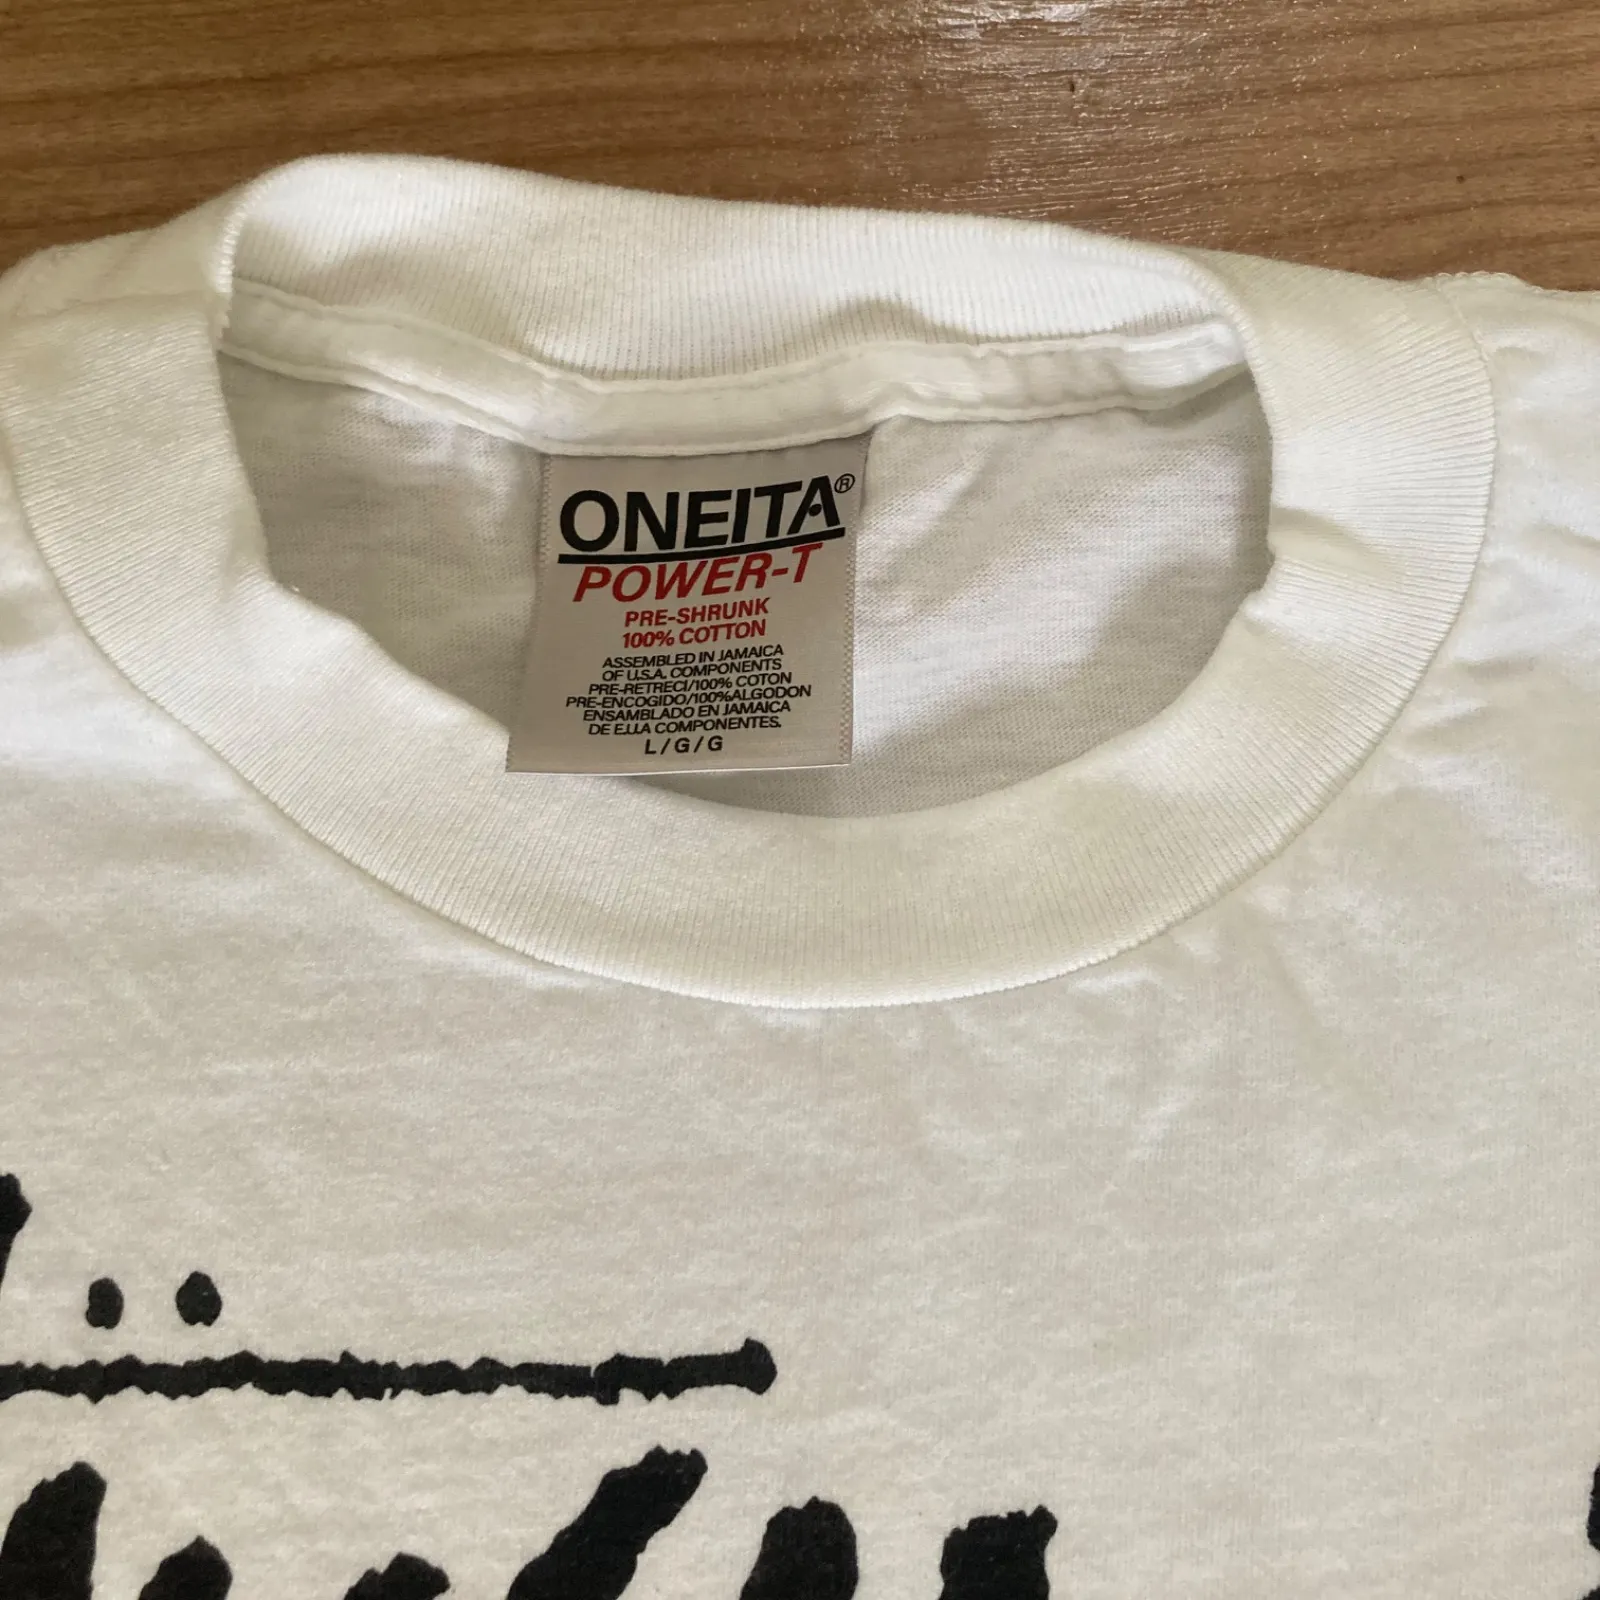 ONEITA®
POWER-T
PRE-SHRUNK
100% COTTON
ASSEMBLED IN JAMAICA
OF U.S.A. COMPONENTS
PRE-RETRECI/100% COTON
PRE-ENCOGIDO/100%ALGODON
ENSAMBLADO EN JAMAICA
DE E.U.A COMPONENTES.
L/G/G